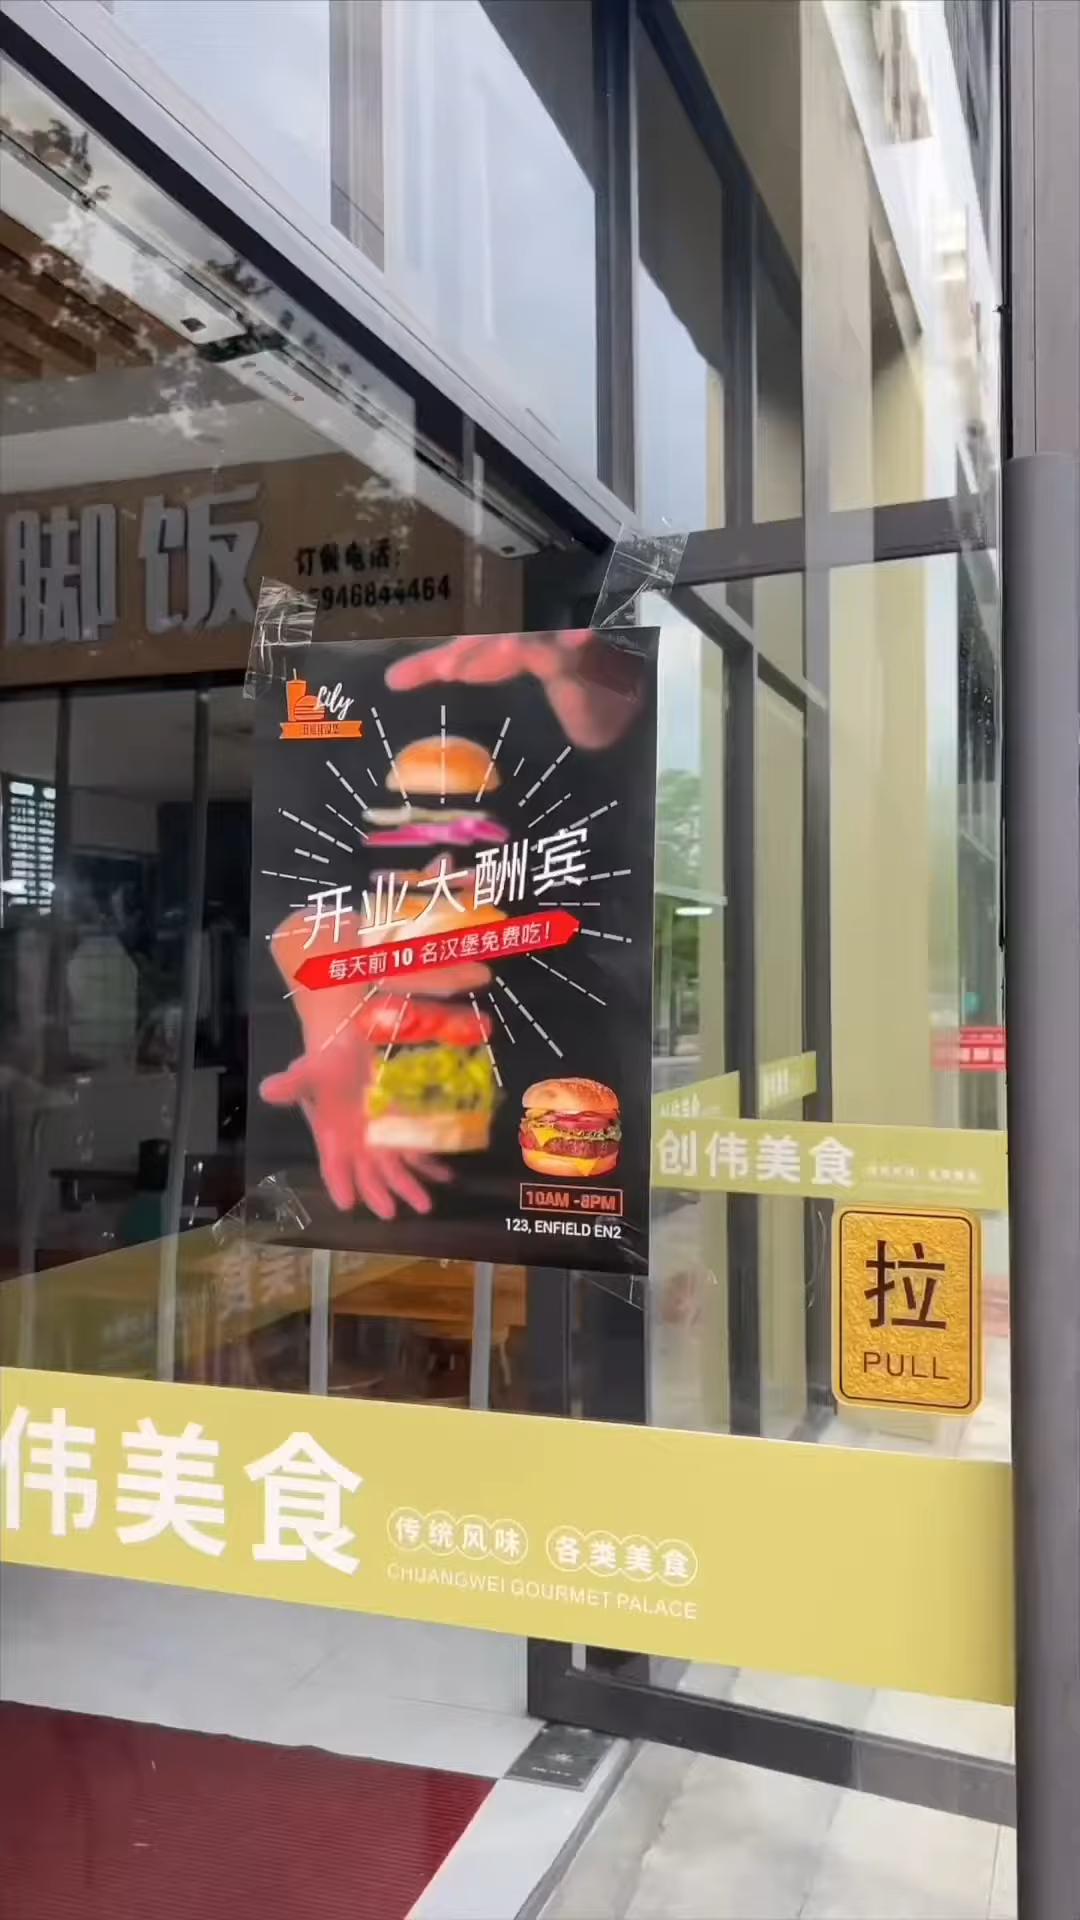 脚饭
订餐电话:
5946844464
Lily
开业大酬宾
每天前 10 名汉堡免费吃!
10AM -8PM
123, ENFIELD EN2
创伟美食
拉
PULL
伟美食
传统风味 各类美食
CHUANGWEI GOURMET PALACE